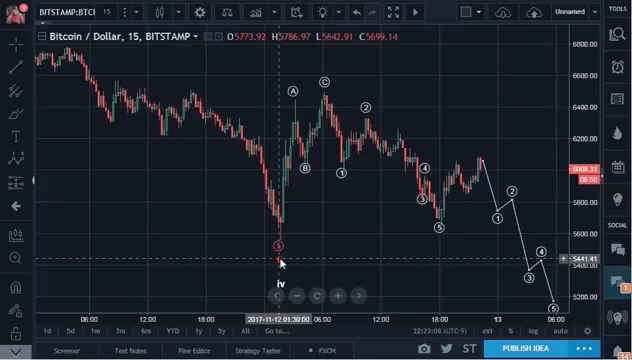 BITSTAMP:BTCU 15 Unnamed TOOLS
Bitcoin / Dollar, 15, BITSTAMP O5773.92 H5786.97 L5642.91 C5699.14
6800.00
6600.00
6400.00
6200.00
6008.31
06:50
5800.00
5600.00
5441.41
5400.00
5200.00
A
C
2
B
1
4
3
5
5
iv
2
1
4
3
5
SOCIAL
1
14
06:00 12:00 18:00 2017-11-12 01:30:00 06:00 12:00 18:00 13 06:00
1d 5d 1m 3m 6m YTD 1y 5y All Go to... 22:23:08 (UTC-5) ext % log auto
Screener Text Notes Pine Editor Strategy Tester FXCM PUBLISH IDEA